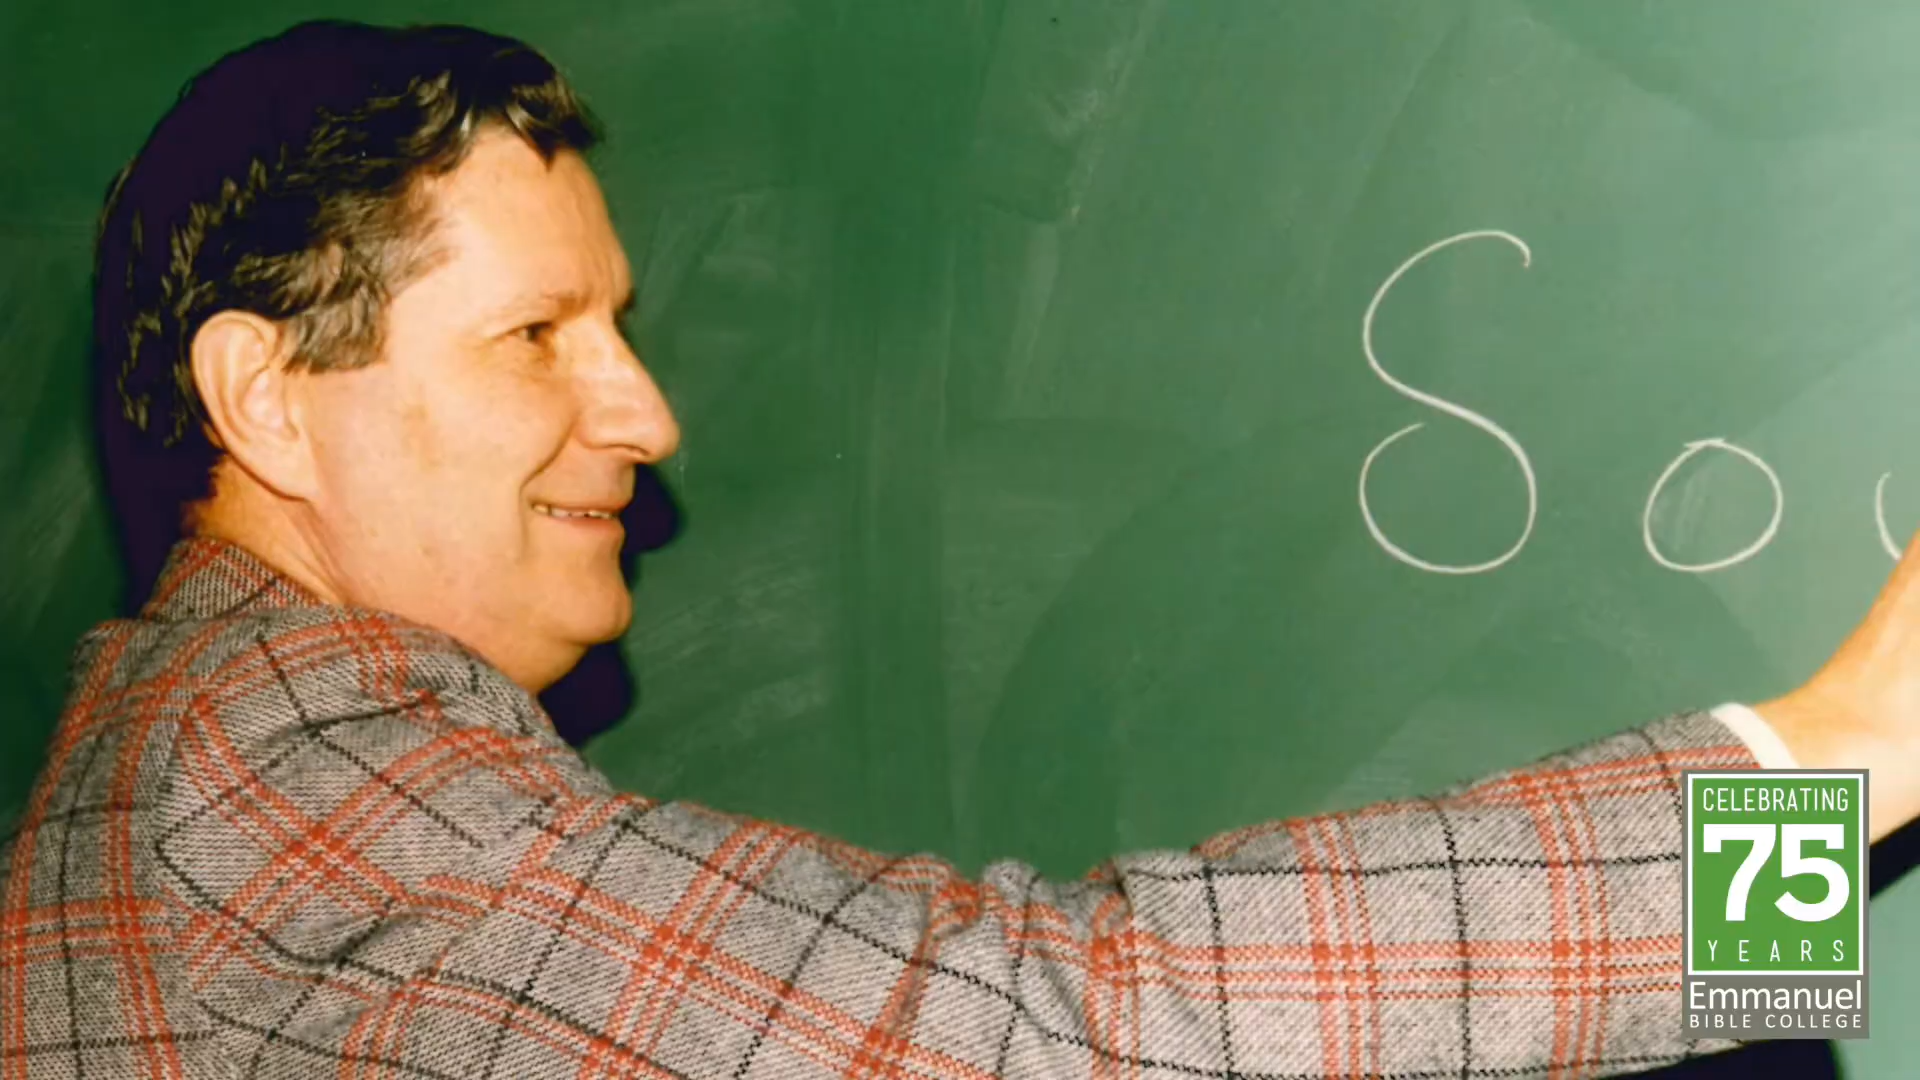 So
CELEBRATING
75
YEARS
Emmanuel
BIBLE COLLEGE